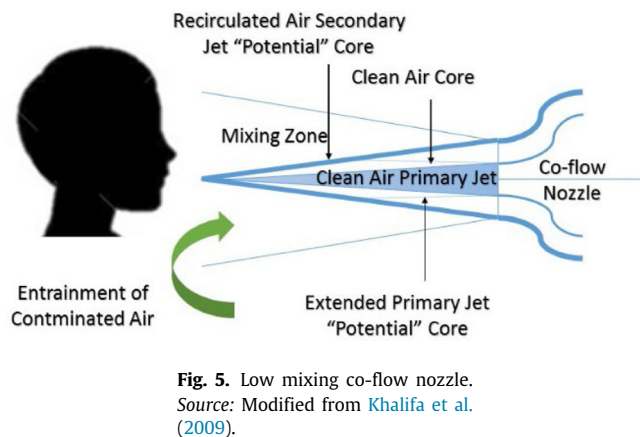 Recirculated Air Secondary
Jet “Potential” Core
Clean Air Core
Mixing Zone
Clean Air Primary Jet
Co-flow
Nozzle
Entrainment of
Contminated Air
Extended Primary Jet
“Potential” Core
Fig. 5. Low mixing co-flow nozzle.
Source: Modified from Khalifa et al.
(2009).